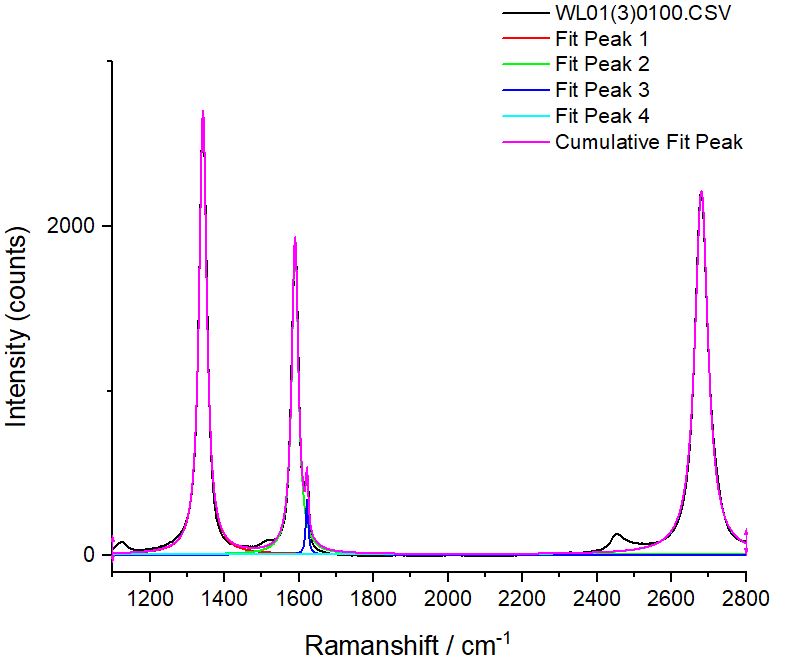 WL01(3)0100.CSV
Fit Peak 1
Fit Peak 2
Fit Peak 3
Fit Peak 4
Cumulative Fit Peak
Intensity (counts)
2000
0
1200 1400 1600 1800 2000 2200 2400 2600 2800
Ramanshift / cm⁻¹